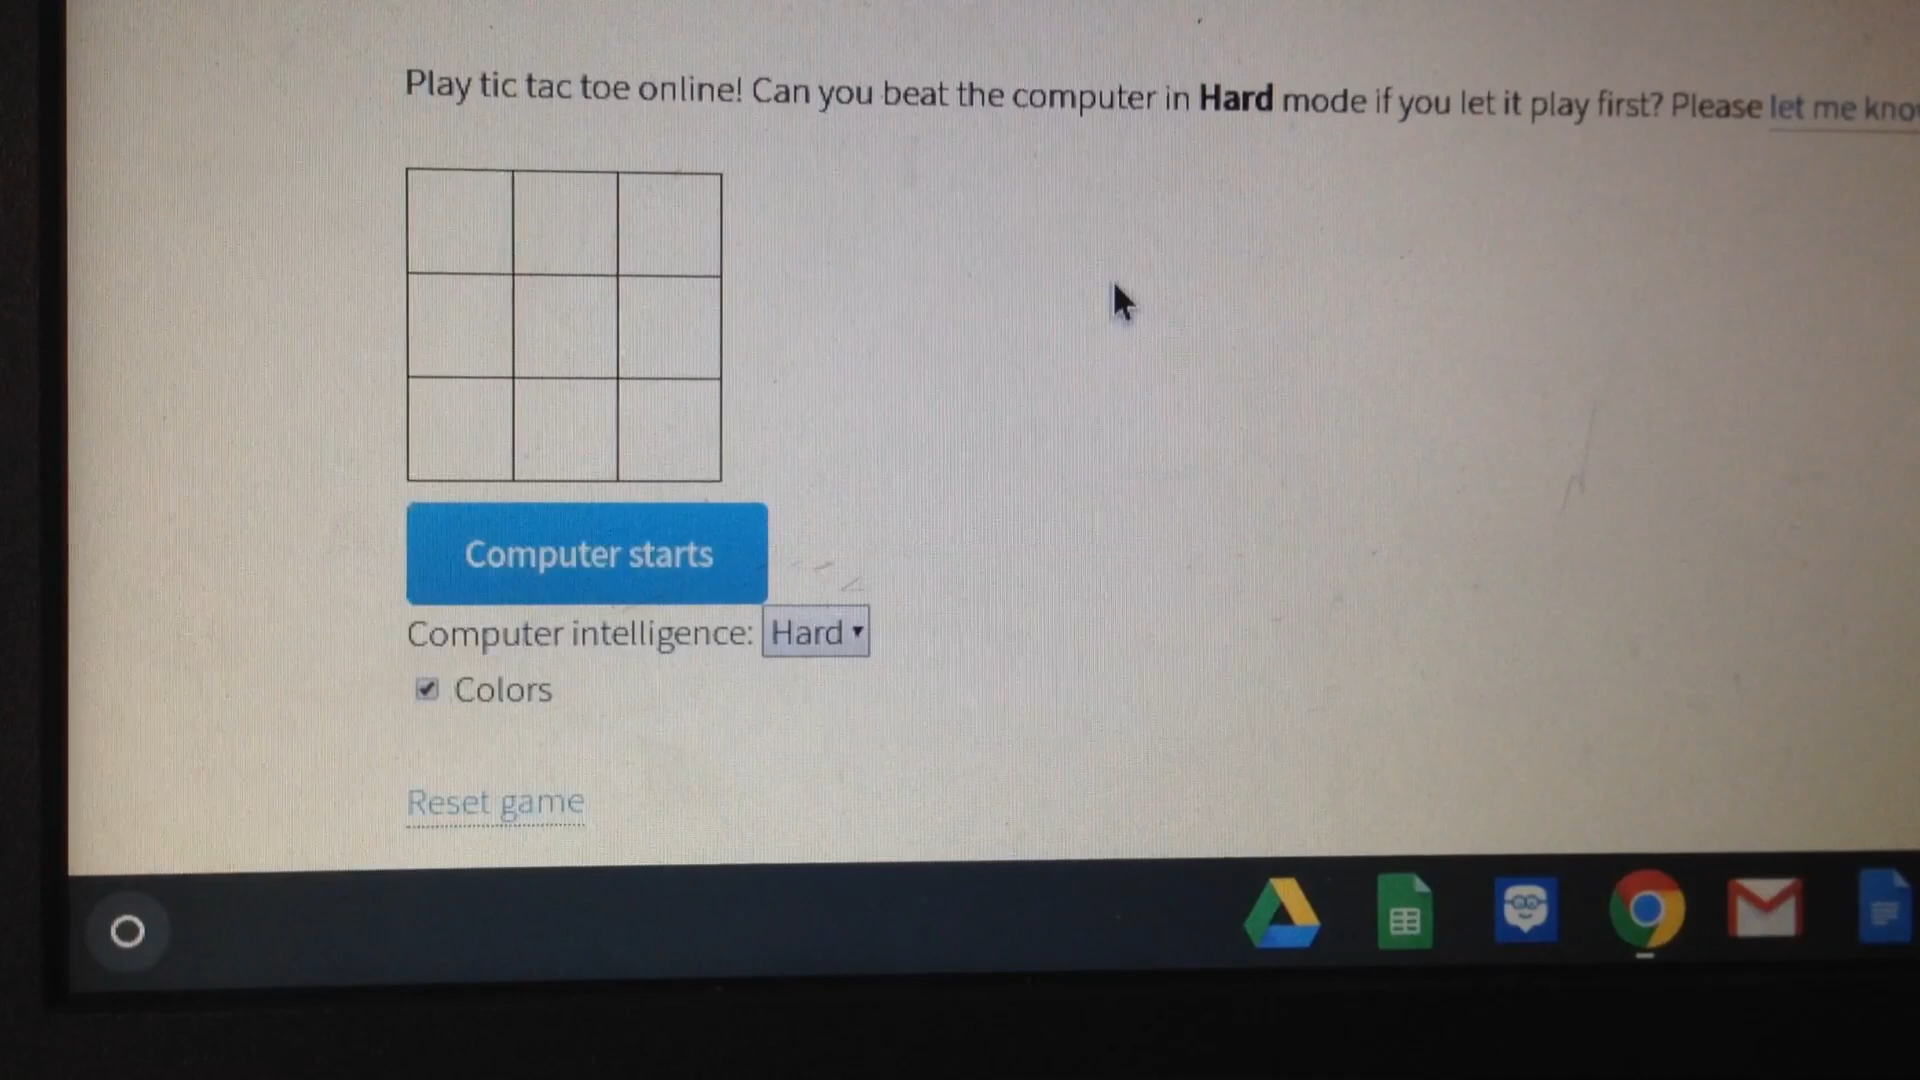 Play tic tac toe online! Can you beat the computer in Hard mode if you let it play first? Please let me
Computer starts
Computer intelligence: Hard
Colors
Reset game